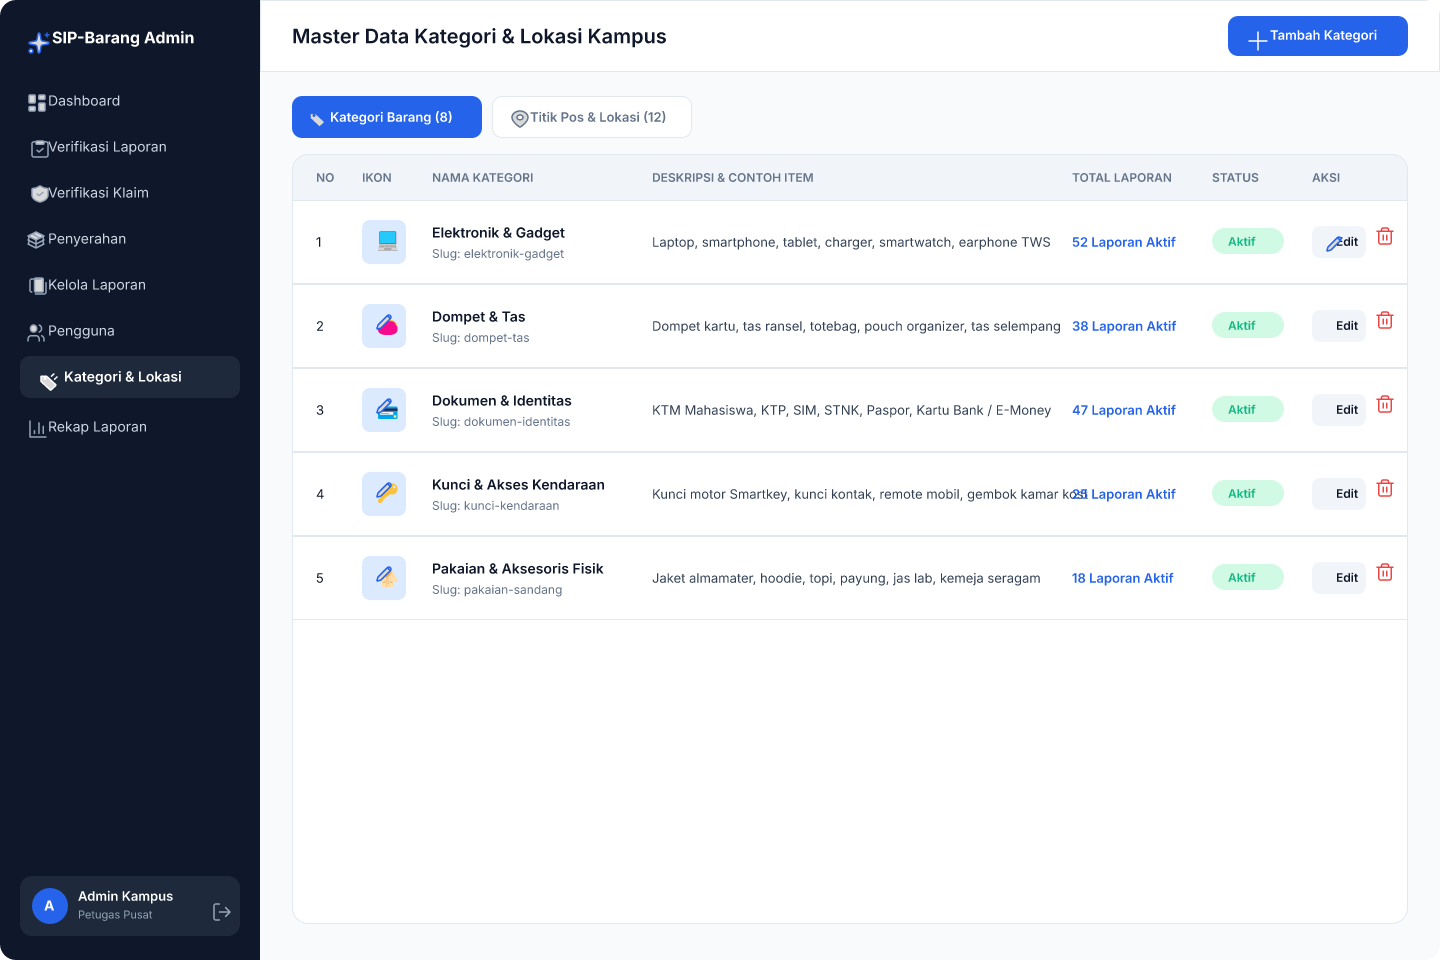 SIP-Barang Admin
Dashboard
Verifikasi Laporan
Verifikasi Klaim
Penyerahan
Kelola Laporan
Pengguna
Kategori & Lokasi
Rekap Laporan
A
Admin Kampus
Petugas Pusat
Master Data Kategori & Lokasi Kampus
Tambah Kategori
Kategori Barang (8)
Titik Pos & Lokasi (12)
NO IKON NAMA KATEGORI DESKRIPSI & CONTOH ITEM TOTAL LAPORAN STATUS AKSI
1 Elektronik & Gadget Laptop, smartphone, tablet, charger, smartwatch, earphone TWS 52 Laporan Aktif Aktif Edit
Slug: elektronik-gadget
2 Dompet & Tas Dompet kartu, tas ransel, totebag, pouch organizer, tas selempang 38 Laporan Aktif Aktif Edit
Slug: dompet-tas
3 Dokumen & Identitas KTM Mahasiswa, KTP, SIM, STNK, Paspor, Kartu Bank / E-Money 47 Laporan Aktif Aktif Edit
Slug: dokumen-identitas
4 Kunci & Akses Kendaraan Kunci motor Smartkey, kunci kontak, remote mobil, gembok kamar Laporan Aktif Aktif Edit
Slug: kunci-kendaraan
5 Pakaian & Aksesoris Fisik Jaket almamater, hoodie, topi, payung, jas lab, kemeja seragam 18 Laporan Aktif Aktif Edit
Slug: pakaian-sandang